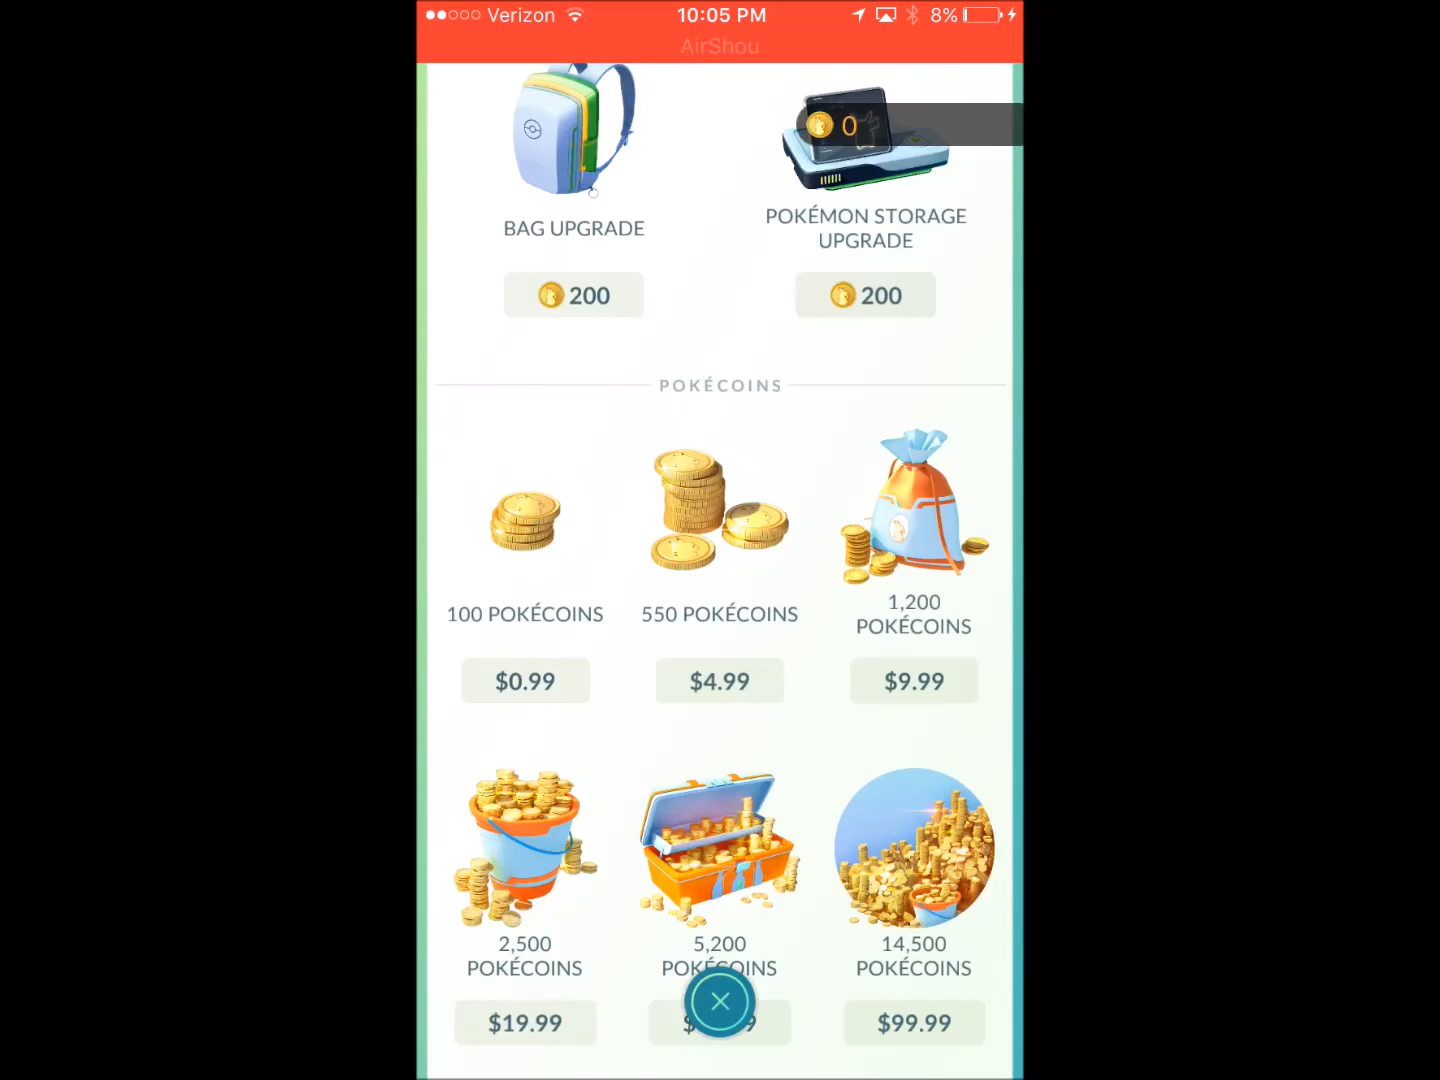 Verizon 10:05 PM 8%
AirShou
0
BAG UPGRADE
POKÉMON STORAGE
UPGRADE
200
200
POKÉCOINS
100 POKÉCOINS
550 POKÉCOINS
1,200
POKÉCOINS
$0.99
$4.99
$9.99
2,500
POKÉCOINS
5,200
POKÉCOINS
14,500
POKÉCOINS
$19.99
$99.99